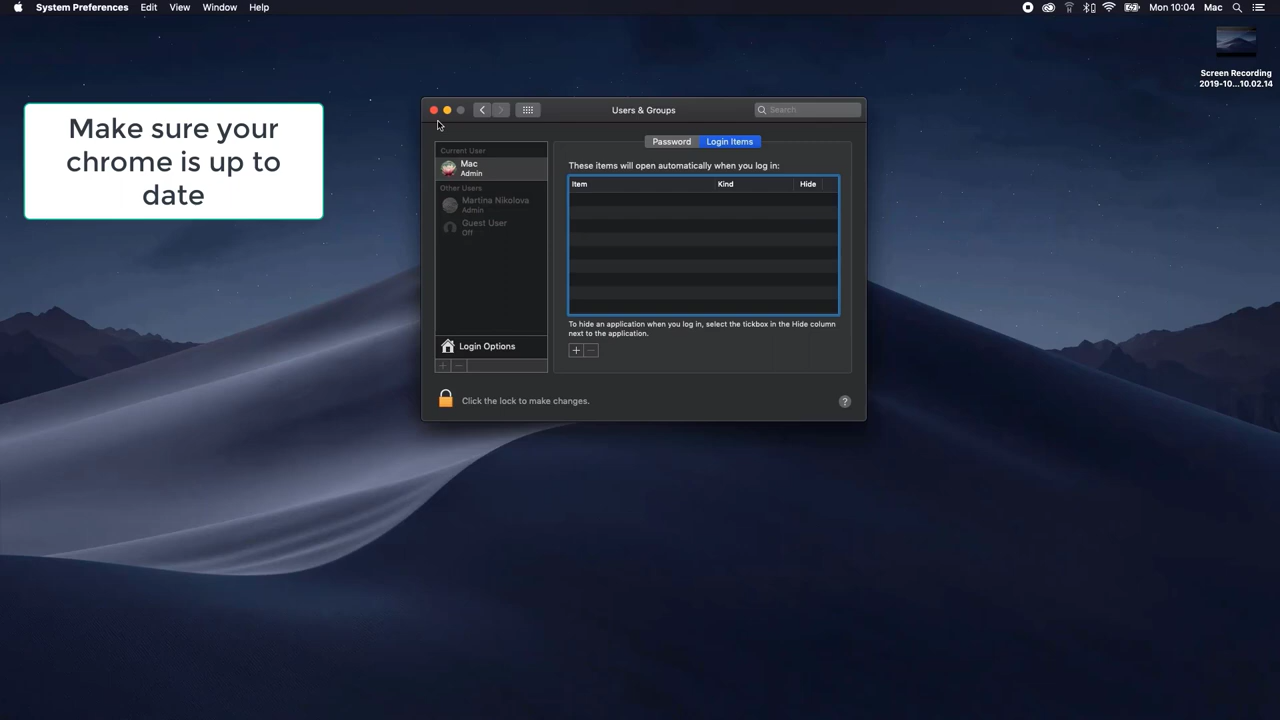 System Preferences Edit View Window Help
Mon 10:04 Mac
Screen Recording
2019-10...10.02.14
Make sure your
chrome is up to
date
Users & Groups
Search
Password Login Items
Current User
Mac
Admin
Other Users
Martina Nikolova
Admin
Guest User
Off
Login Options
These items will open automatically when you log in:
Item Kind Hide
To hide an application when you log in, select the tickbox in the Hide column
next to the application.
+ −
+ −
Click the lock to make changes.
?